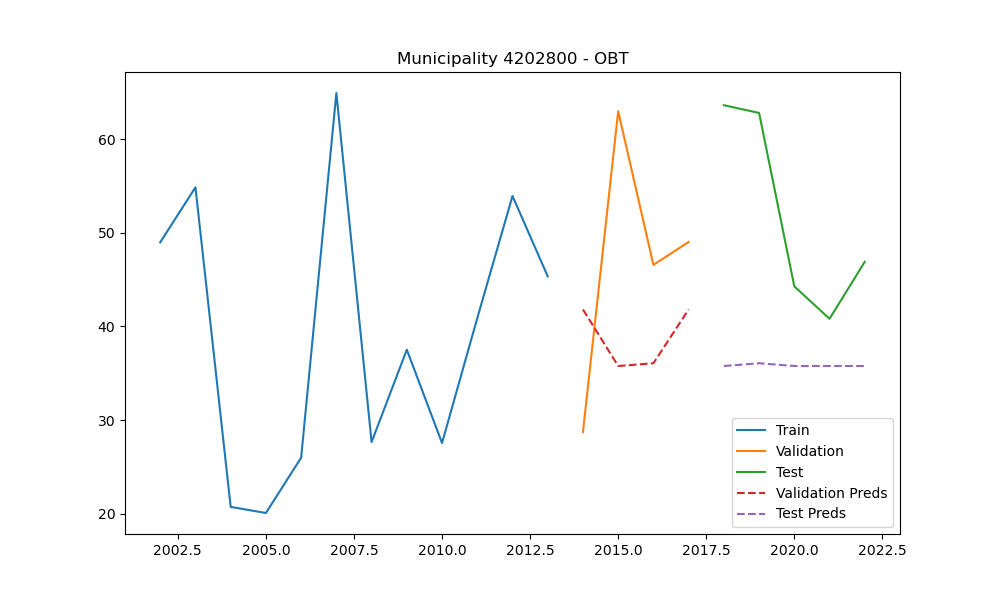 Municipality 4202800 - OBT
60
50
40
30
20
2002.5 2005.0 2007.5 2010.0 2012.5 2015.0 2017.5 2020.0 2022.5
Train
Validation
Test
Validation Preds
Test Preds